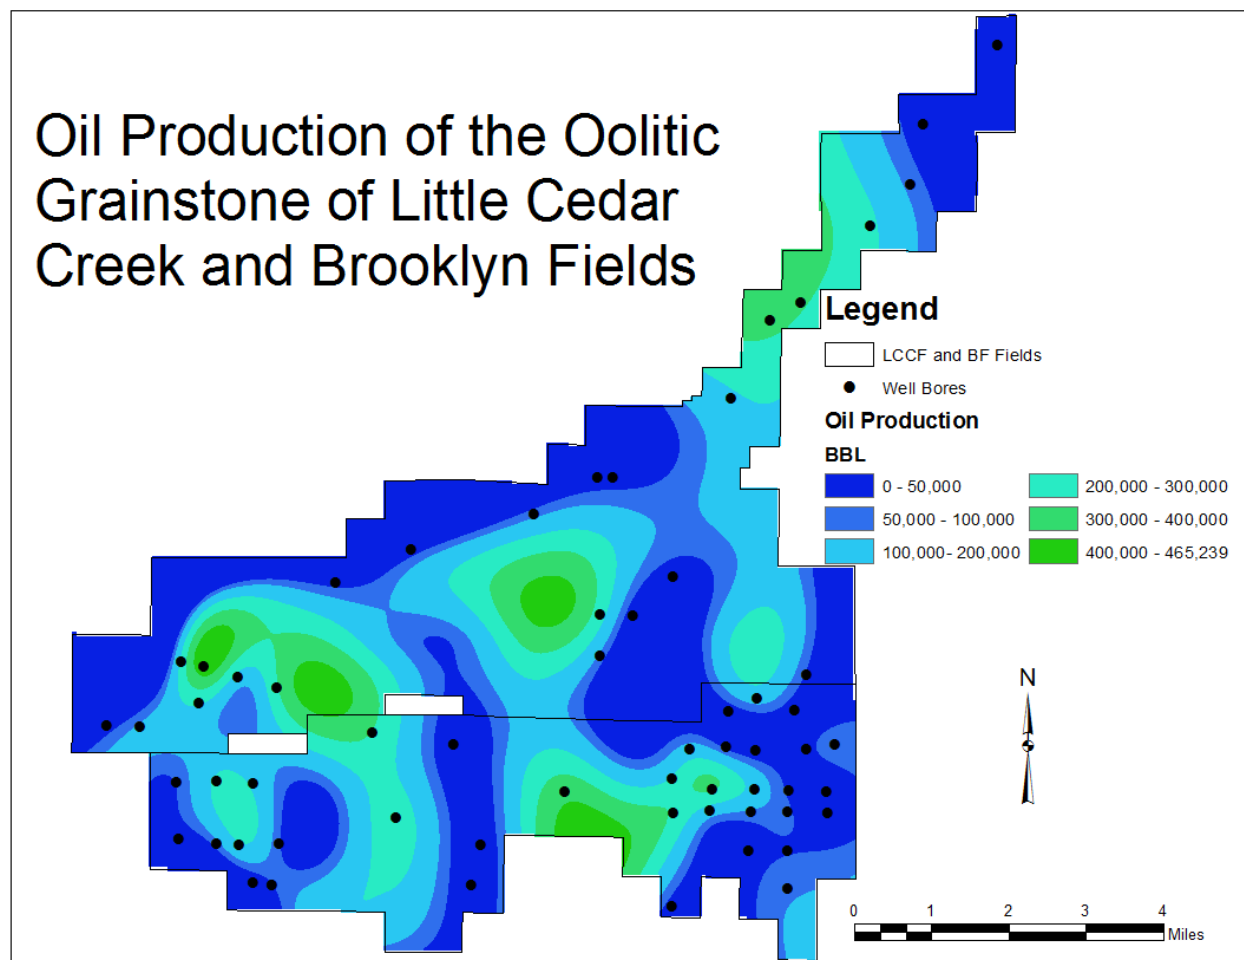 Oil Production of the Oolitic
Grainstone of Little Cedar
Creek and Brooklyn Fields
Legend
LCCF and BF Fields
Well Bores
Oil Production
BBL
0 - 50,000
200,000 - 300,000
50,000 - 100,000
300,000 - 400,000
100,000- 200,000
400,000 - 465,239
N
0 1 2 3 4
Miles